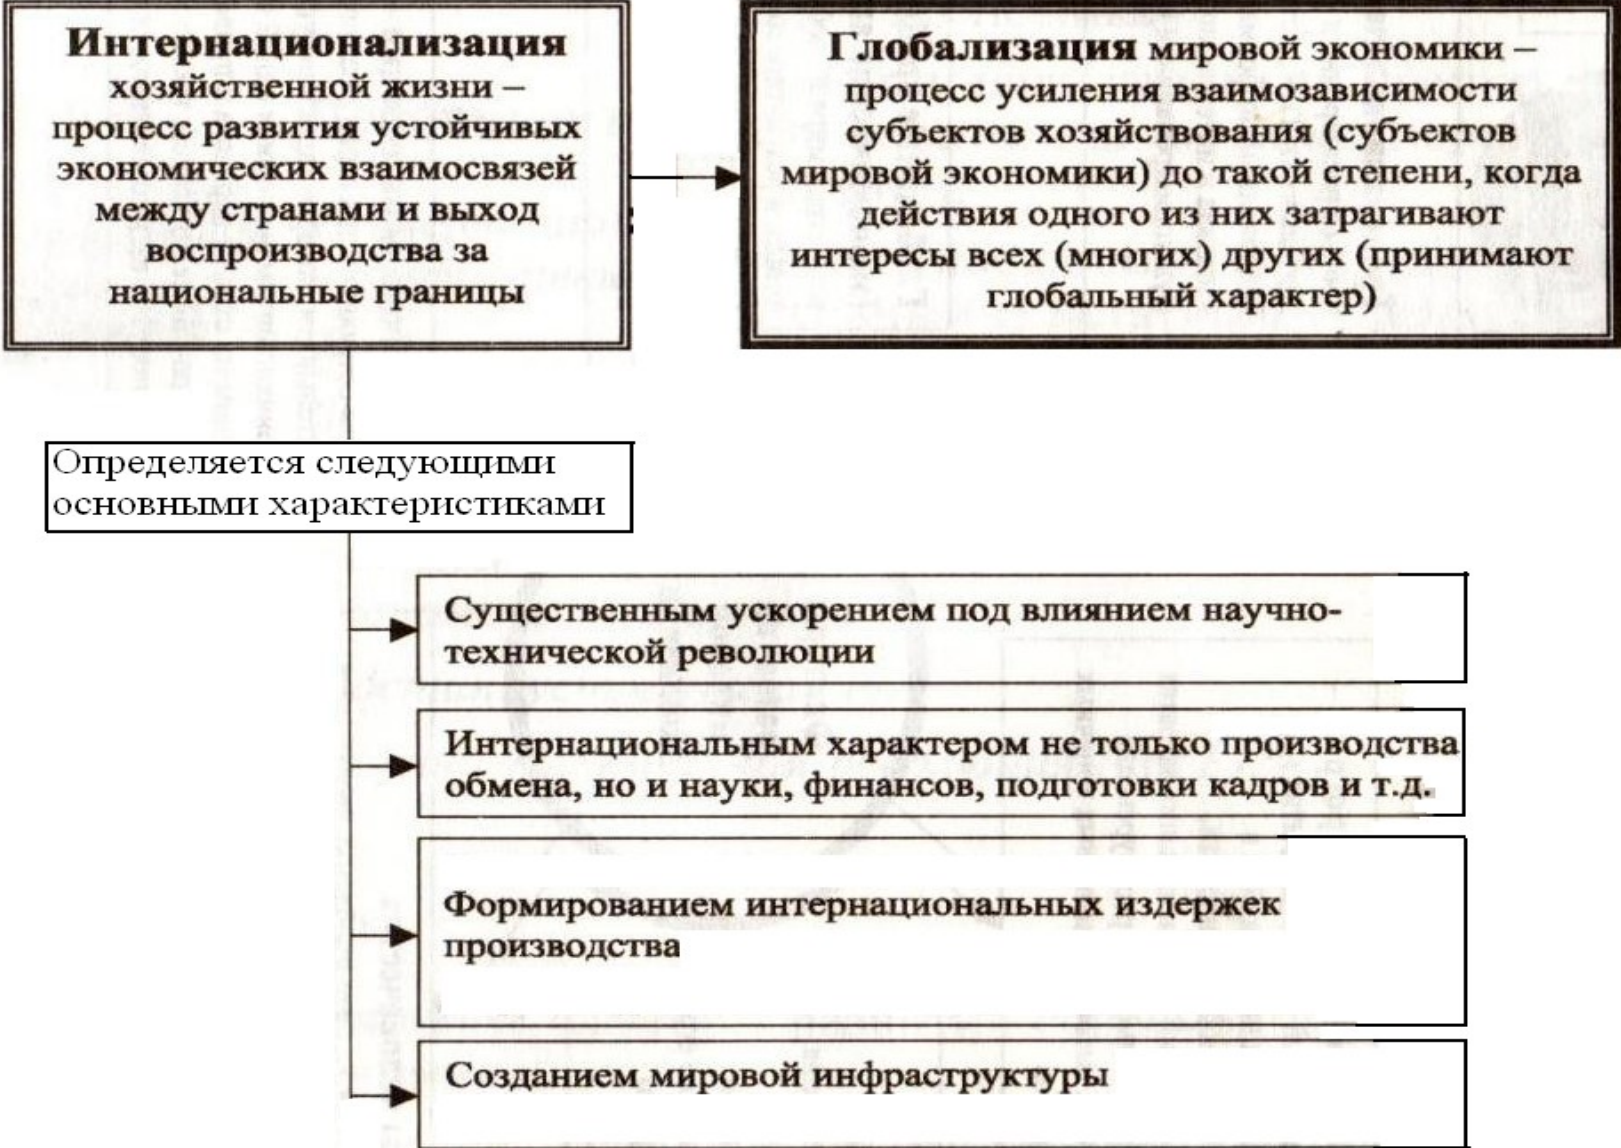 Интернационализация
хозяйственной жизни –
процесс развития устойчивых
экономических взаимосвязей
между странами и выход
воспроизводства за
национальные границы
Глобализация мировой экономики –
процесс усиления взаимозависимости
субъектов хозяйствования (субъектов
мировой экономики) до такой степени, когда
действия одного из них затрагивают
интересы всех (многих) других (принимают
глобальный характер)
Определяется следующими
основными характеристиками
Существенным ускорением под влиянием научно-
технической революции
Интернациональным характером не только производства
обмена, но и науки, финансов, подготовки кадров и т.д.
Формированием интернациональных издержек
производства
Созданием мировой инфраструктуры